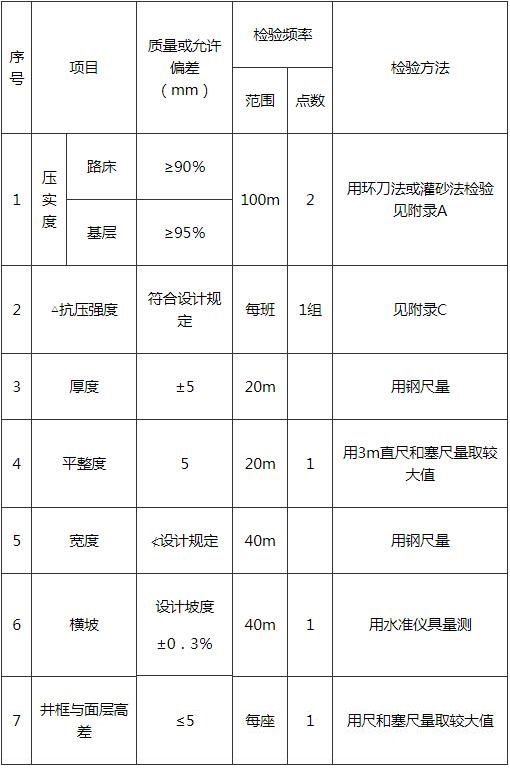 序
号
项目
质量或允许
偏差
（mm）
检验频率
检验方法
范围
点数
1
压
实
度
路床
≥90%
100m
2
用环刀法或灌砂法检验
见附录A
基层
≥95%
2
△抗压强度
符合设计规
定
每班
1组
见附录C
3
厚度
±5
20m
用钢尺量
4
平整度
5
20m
1
用3m直尺和塞尺量取较
大值
5
宽度
≮设计规定
40m
用钢尺量
6
横坡
设计坡度
±0．3%
40m
1
用水准仪具量测
7
井框与面层高
差
≤5
每座
1
用尺和塞尺量取较大值